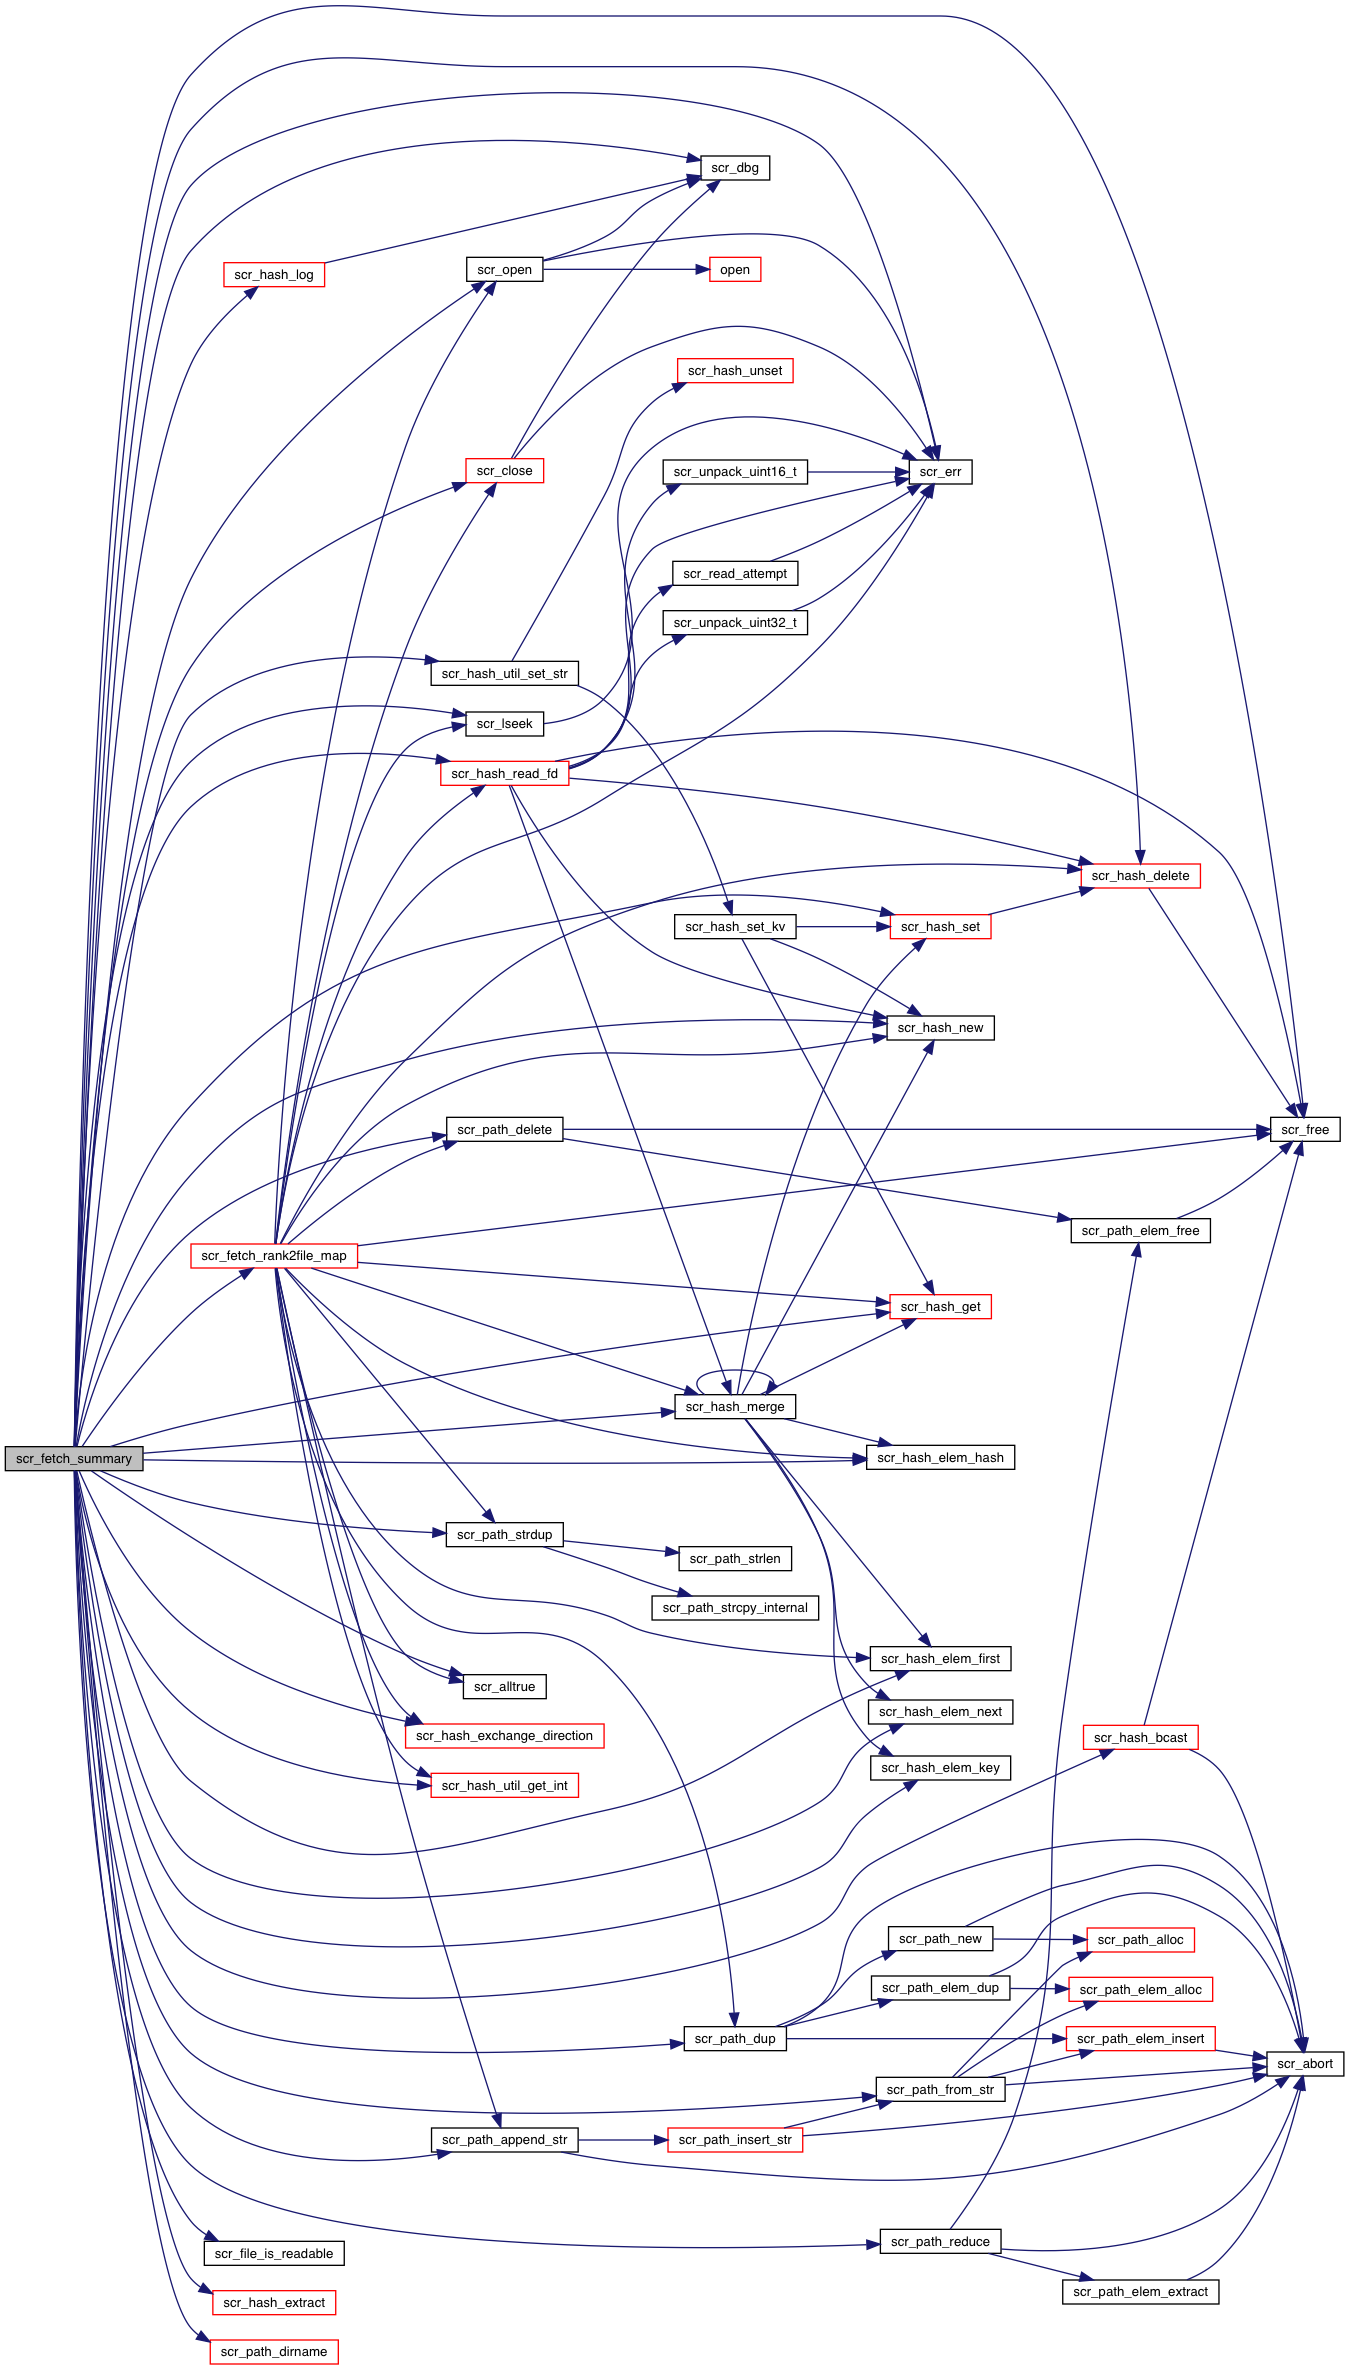 scr_dbg
scr_hash_log
scr_open
open
scr_hash_unset
scr_close
scr_unpack_uint16_t
scr_err
scr_read_attempt
scr_unpack_uint32_t
scr_hash_util_set_str
scr_lseek
scr_hash_read_fd
scr_hash_delete
scr_hash_set_kv
scr_hash_set
scr_hash_new
scr_path_delete
scr_free
scr_path_elem_free
scr_fetch_rank2file_map
scr_hash_get
scr_hash_merge
scr_fetch_summary
scr_hash_elem_hash
scr_path_strdup
scr_path_strlen
scr_path_strcpy_internal
scr_hash_elem_first
scr_alltrue
scr_hash_elem_next
scr_hash_exchange_direction
scr_hash_bcast
scr_hash_elem_key
scr_hash_util_get_int
scr_path_new
scr_path_alloc
scr_path_elem_dup
scr_path_elem_alloc
scr_path_dup
scr_path_elem_insert
scr_abort
scr_path_from_str
scr_path_append_str
scr_path_insert_str
scr_path_reduce
scr_file_is_readable
scr_path_elem_extract
scr_hash_extract
scr_path_dirname